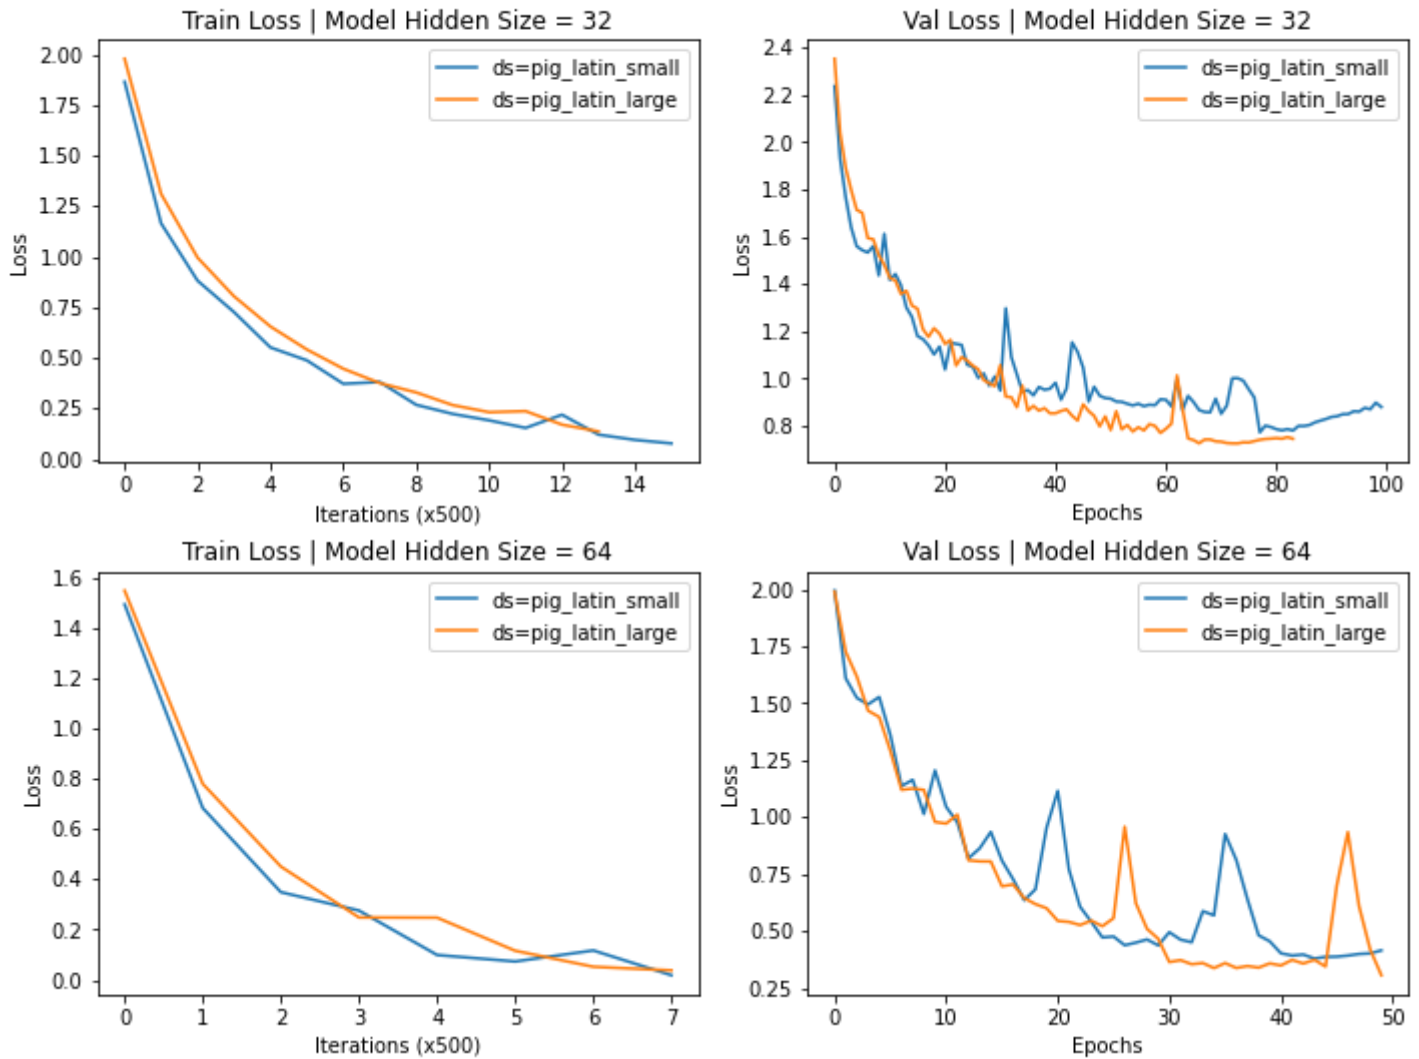 Train Loss | Model Hidden Size = 32
2.00
1.75
1.50
1.25
1.00
0.75
0.50
0.25
0.00
Loss
ds=pig_latin_small
ds=pig_latin_large
0 2 4 6 8 10 12 14
Iterations (x500)
Val Loss | Model Hidden Size = 32
2.4
2.2
2.0
1.8
1.6
1.4
1.2
1.0
0.8
Loss
ds=pig_latin_small
ds=pig_latin_large
0 20 40 60 80 100
Epochs
Train Loss | Model Hidden Size = 64
1.6
1.4
1.2
1.0
0.8
0.6
0.4
0.2
0.0
Loss
ds=pig_latin_small
ds=pig_latin_large
0 1 2 3 4 5 6 7
Iterations (x500)
Val Loss | Model Hidden Size = 64
2.00
1.75
1.50
1.25
1.00
0.75
0.50
0.25
Loss
ds=pig_latin_small
ds=pig_latin_large
0 10 20 30 40 50
Epochs